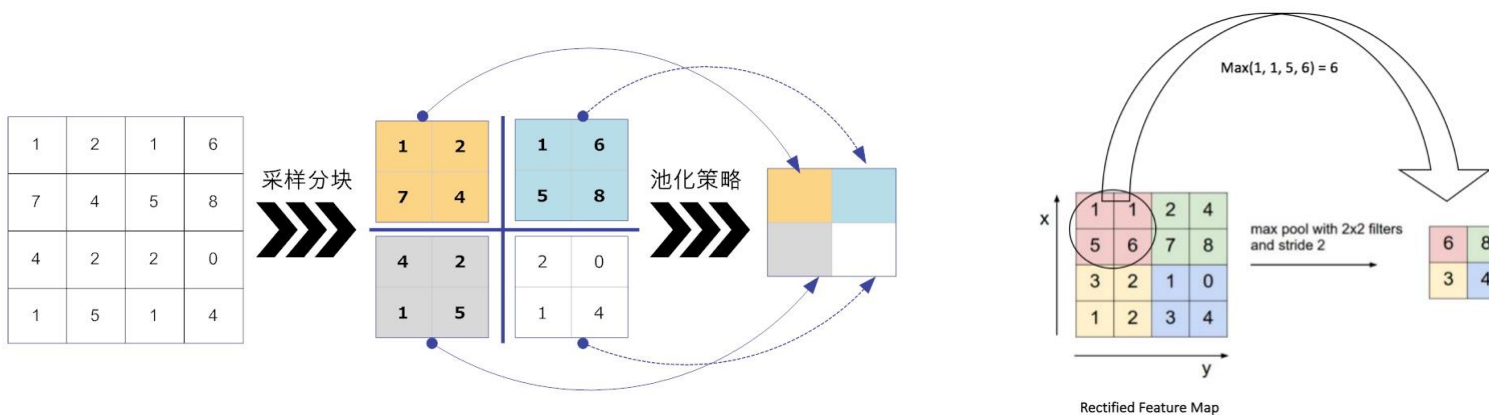 1 2 1 6
7 4 5 8
4 2 2 0
1 5 1 4
采样分块
1 2
7 4
1 6
5 8
4 2
1 5
2 0
1 4
池化策略
Max(1, 1, 5, 6) = 6
x
1 1 2 4
5 6 7 8
3 2 1 0
1 2 3 4
y
Rectified Feature Map
max pool with 2x2 filters
and stride 2
6 8
3 4